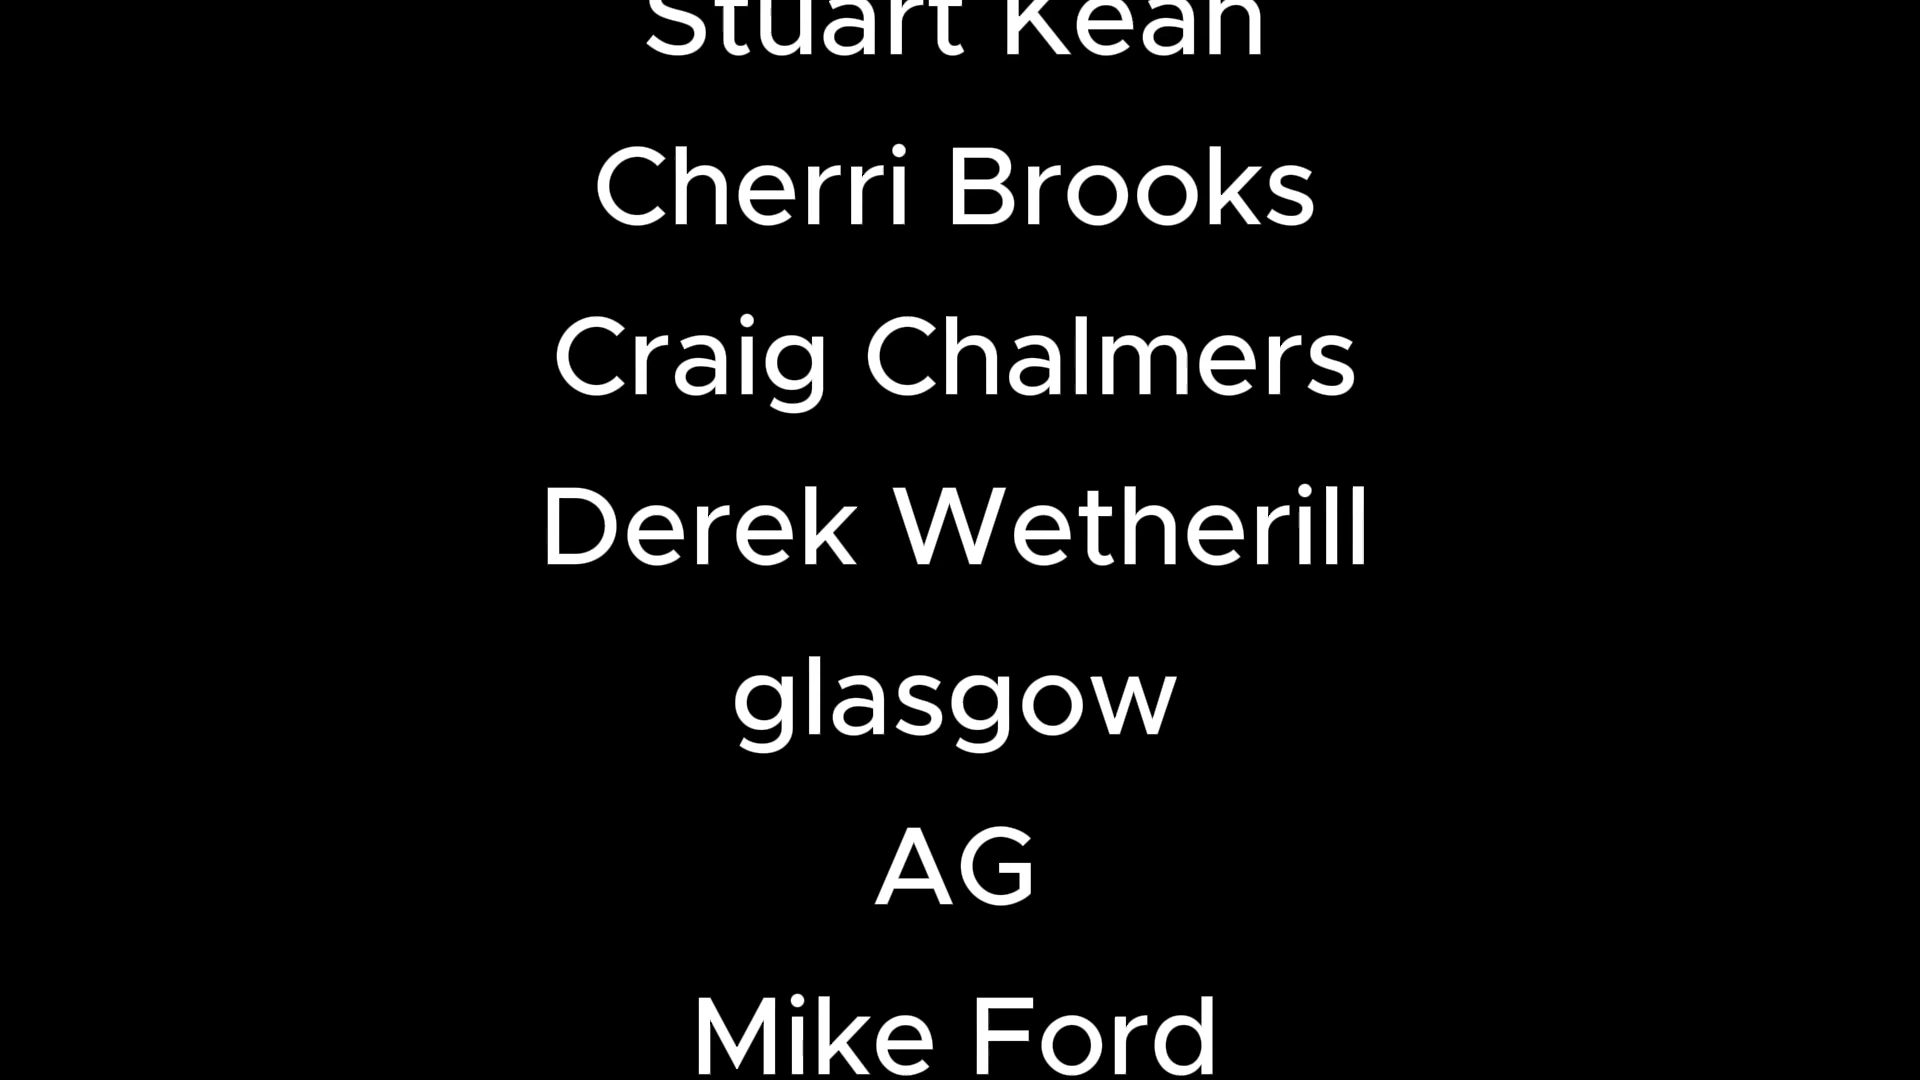 Stuart Kean
Cherri Brooks
Craig Chalmers
Derek Wetherill
glasgow
AG
Mike Ford